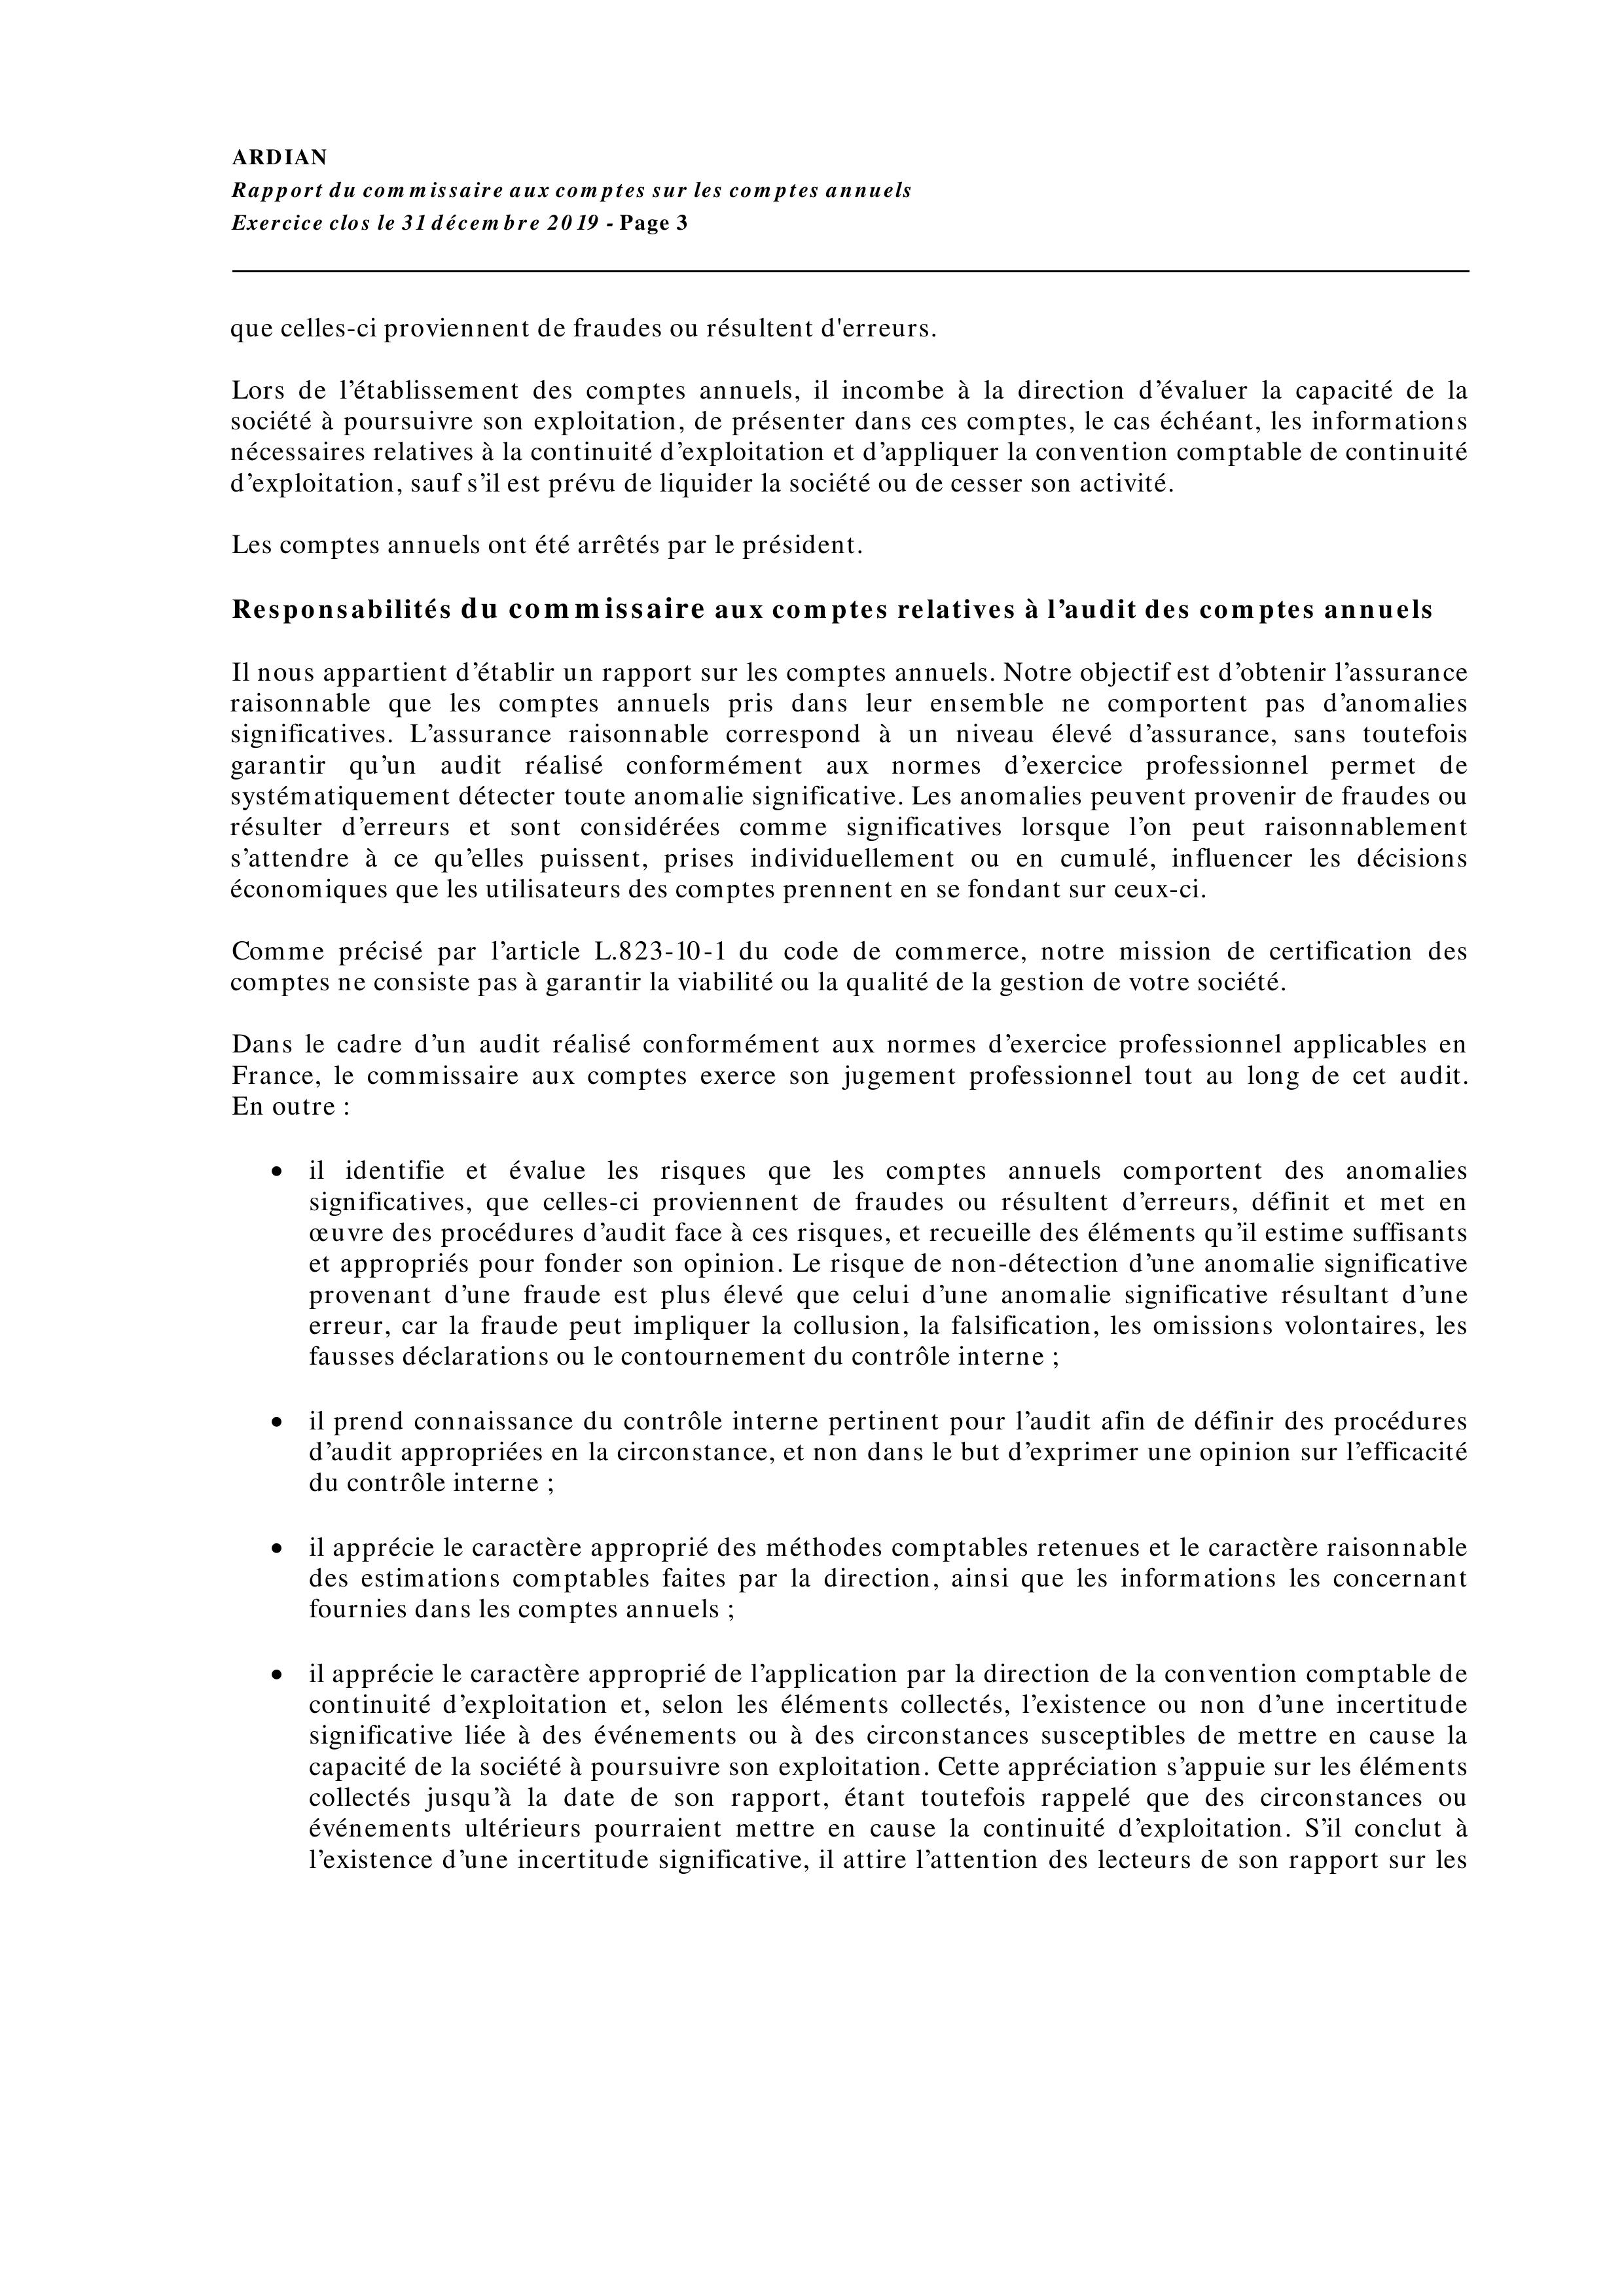 ARDIAN
Rapport du commissaire aux comptes sur les comptes annuels
Exercice clos le 31 décembre 2019 - Page 3
que celles-ci proviennent de fraudes ou résultent d'erreurs.
Lors de l’établissement des comptes annuels, il incombe à la direction d’évaluer la capacité de la
société à poursuivre son exploitation, de présenter dans ces comptes, le cas échéant, les informations
nécessaires relatives à la continuité d’exploitation et d’appliquer la convention comptable de continuité
d’exploitation, sauf s’il est prévu de liquider la société ou de cesser son activité.
Les comptes annuels ont été arrêtés par le président.
Responsabilités du commissaire aux comptes relatives à l’audit des comptes annuels
Il nous appartient d’établir un rapport sur les comptes annuels. Notre objectif est d’obtenir l’assurance
raisonnable que les comptes annuels pris dans leur ensemble ne comportent pas d’anomalies
significatives. L’assurance raisonnable correspond à un niveau élevé d’assurance, sans toutefois
garantir qu’un audit réalisé conformément aux normes d’exercice professionnel permet de
systématiquement détecter toute anomalie significative. Les anomalies peuvent provenir de fraudes ou
résulter d’erreurs et sont considérées comme significatives lorsque l’on peut raisonnablement
s’attendre à ce qu’elles puissent, prises individuellement ou en cumulé, influencer les décisions
économiques que les utilisateurs des comptes prennent en se fondant sur ceux-ci.
Comme précisé par l’article L.823-10-1 du code de commerce, notre mission de certification des
comptes ne consiste pas à garantir la viabilité ou la qualité de la gestion de votre société.
Dans le cadre d’un audit réalisé conformément aux normes d’exercice professionnel applicables en
France, le commissaire aux comptes exerce son jugement professionnel tout au long de cet audit.
En outre :
• il identifie et évalue les risques que les comptes annuels comportent des anomalies
significatives, que celles-ci proviennent de fraudes ou résultent d’erreurs, définit et met en
œuvre des procédures d’audit face à ces risques, et recueille des éléments qu’il estime suffisants
et appropriés pour fonder son opinion. Le risque de non-détection d’une anomalie significative
provenant d’une fraude est plus élevé que celui d’une anomalie significative résultant d’une
erreur, car la fraude peut impliquer la collusion, la falsification, les omissions volontaires, les
fausses déclarations ou le contournement du contrôle interne ;
• il prend connaissance du contrôle interne pertinent pour l’audit afin de définir des procédures
d’audit appropriées en la circonstance, et non dans le but d’exprimer une opinion sur l’efficacité
du contrôle interne ;
• il apprécie le caractère approprié des méthodes comptables retenues et le caractère raisonnable
des estimations comptables faites par la direction, ainsi que les informations les concernant
fournies dans les comptes annuels ;
• il apprécie le caractère approprié de l’application par la direction de la convention comptable de
continuité d’exploitation et, selon les éléments collectés, l’existence ou non d’une incertitude
significative liée à des événements ou à des circonstances susceptibles de mettre en cause la
capacité de la société à poursuivre son exploitation. Cette appréciation s’appuie sur les éléments
collectés jusqu’à la date de son rapport, étant toutefois rappelé que des circonstances ou
événements ultérieurs pourraient mettre en cause la continuité d’exploitation. S’il conclut à
l’existence d’une incertitude significative, il attire l’attention des lecteurs de son rapport sur les